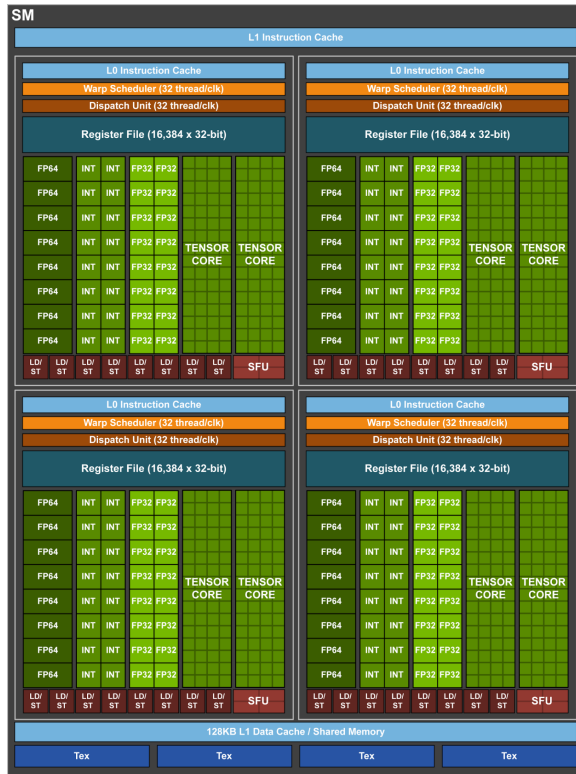 SM
L1 Instruction Cache
L0 Instruction Cache
Warp Scheduler (32 thread/clk)
Dispatch Unit (32 thread/clk)
Register File (16,384 x 32-bit)
FP64 INT INT FP32 FP32
FP64 INT INT FP32 FP32
FP64 INT INT FP32 FP32
FP64 INT INT FP32 FP32 TENSOR CORE TENSOR CORE
FP64 INT INT FP32 FP32
FP64 INT INT FP32 FP32
FP64 INT INT FP32 FP32
FP64 INT INT FP32 FP32
LD/ST LD/ST LD/ST LD/ST LD/ST LD/ST LD/ST LD/ST SFU
L0 Instruction Cache
Warp Scheduler (32 thread/clk)
Dispatch Unit (32 thread/clk)
Register File (16,384 x 32-bit)
FP64 INT INT FP32 FP32
FP64 INT INT FP32 FP32
FP64 INT INT FP32 FP32
FP64 INT INT FP32 FP32 TENSOR CORE TENSOR CORE
FP64 INT INT FP32 FP32
FP64 INT INT FP32 FP32
FP64 INT INT FP32 FP32
FP64 INT INT FP32 FP32
LD/ST LD/ST LD/ST LD/ST LD/ST LD/ST LD/ST LD/ST SFU
L0 Instruction Cache
Warp Scheduler (32 thread/clk)
Dispatch Unit (32 thread/clk)
Register File (16,384 x 32-bit)
FP64 INT INT FP32 FP32
FP64 INT INT FP32 FP32
FP64 INT INT FP32 FP32
FP64 INT INT FP32 FP32 TENSOR CORE TENSOR CORE
FP64 INT INT FP32 FP32
FP64 INT INT FP32 FP32
FP64 INT INT FP32 FP32
FP64 INT INT FP32 FP32
LD/ST LD/ST LD/ST LD/ST LD/ST LD/ST LD/ST LD/ST SFU
L0 Instruction Cache
Warp Scheduler (32 thread/clk)
Dispatch Unit (32 thread/clk)
Register File (16,384 x 32-bit)
FP64 INT INT FP32 FP32
FP64 INT INT FP32 FP32
FP64 INT INT FP32 FP32
FP64 INT INT FP32 FP32 TENSOR CORE TENSOR CORE
FP64 INT INT FP32 FP32
FP64 INT INT FP32 FP32
FP64 INT INT FP32 FP32
FP64 INT INT FP32 FP32
LD/ST LD/ST LD/ST LD/ST LD/ST LD/ST LD/ST LD/ST SFU
128KB L1 Data Cache / Shared Memory
Tex Tex Tex Tex